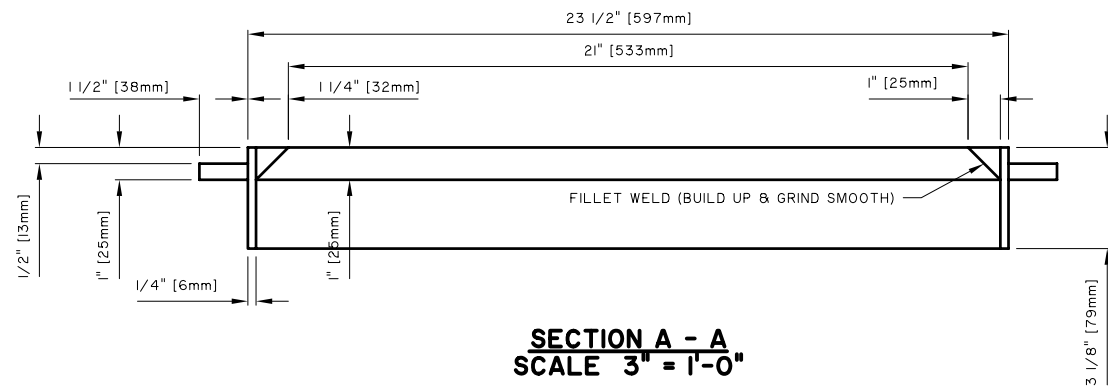 23 1/2" [597mm]
21" [533mm]
1 1/2" [38mm]
1 1/4" [32mm]
1" [25mm]
1/2" [13mm]
1" [25mm]
1" [25mm]
FILLET WELD (BUILD UP & GRIND SMOOTH)
1/4" [6mm]
3 1/8" [79mm]
SECTION A - A
SCALE 3" = 1'-0"